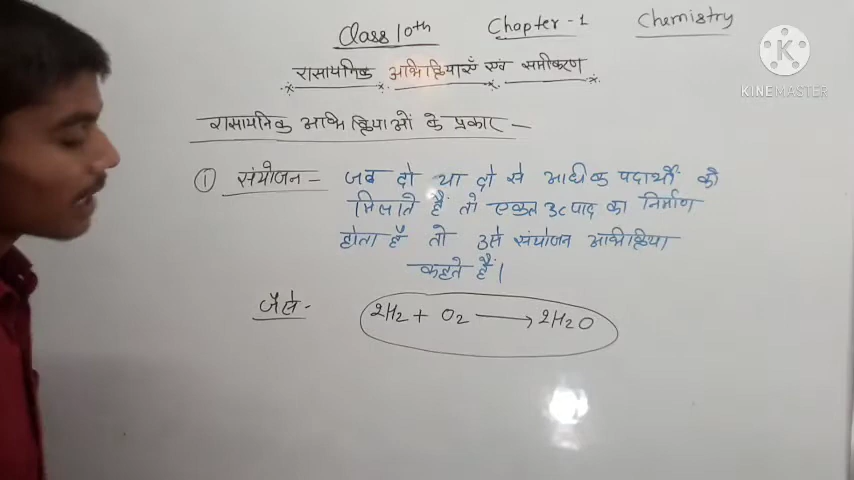 Class 10th Chapter-1 Chemistry
रासायनिक अभिक्रियाएँ एवं समीकरण
KINEMASTER
रासायनिक अभिक्रियाओं के प्रकार -
① संयोजन - जब दो या दो से अधिक पदार्थों को
मिलाते हैं तो एकल उत्पाद का निर्माण
होता है तो उसे संयोजन अभिक्रिया
कहते हैं।
जैसे- 2H₂ + O₂ ⟶ 2H₂O